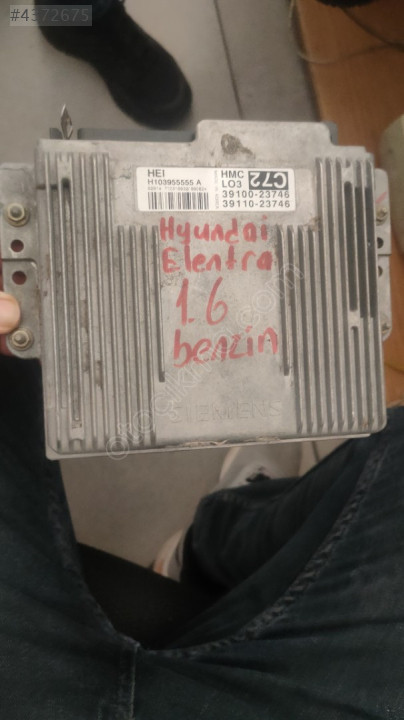 #4372675
HEI
H103955555 A
HMC
LO3
C72
39100-23746
39110-23746
Hyundai
Elentra
1.6
benzin
SIEMENS